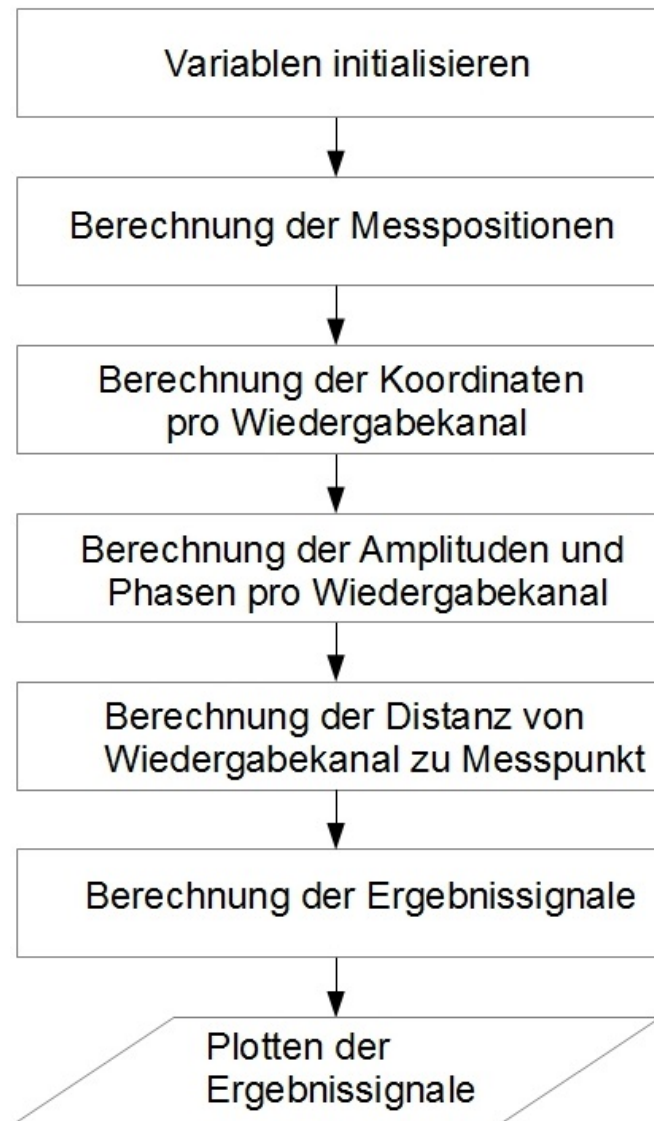 Variablen initialisieren
Berechnung der Messpositionen
Berechnung der Koordinaten
pro Wiedergabekanal
Berechnung der Amplituden und
Phasen pro Wiedergabekanal
Berechnung der Distanz von
Wiedergabekanal zu Messpunkt
Berechnung der Ergebnissignale
Plotten der
Ergebnissignale